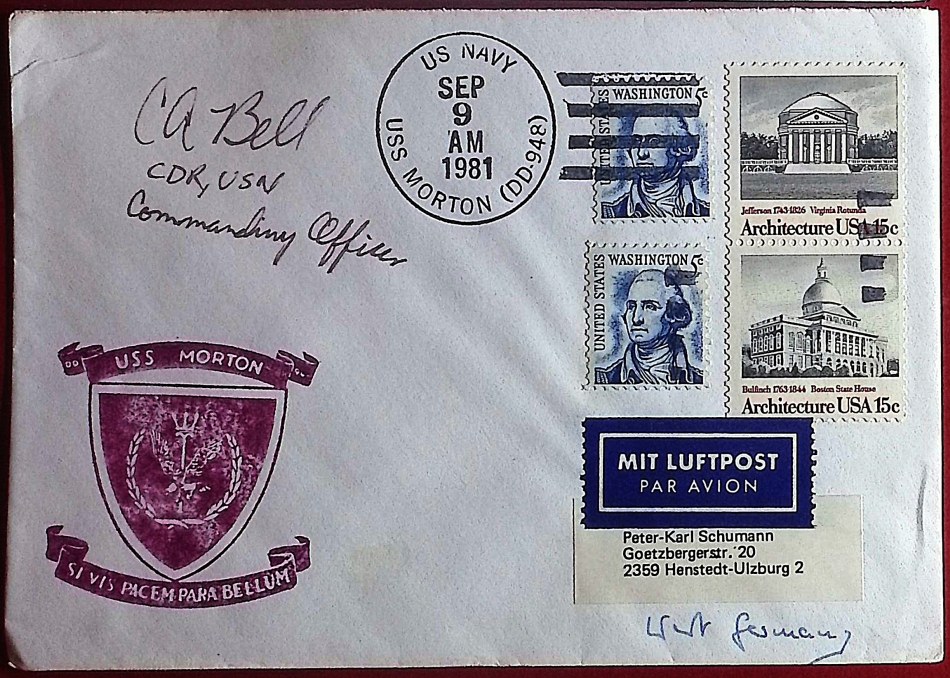 CA Bell
CDR, USN
Commanding Officer
US NAVY
SEP
9
AM
1981
USS MORTON (DD-948)
UNITED STATES
WASHINGTON 5c
Jefferson 1743-1826 Virginia Rotunda
Architecture USA 15c
UNITED STATES
WASHINGTON 5c
Bulfinch 1763-1844 Boston State House
Architecture USA 15c
DD
USS MORTON
SI VIS PACEM PARA BELLUM
MIT LUFTPOST
PAR AVION
Peter-Karl Schumann
Goetzbergerstr. 20
2359 Henstedt-Ulzburg 2
West Germany